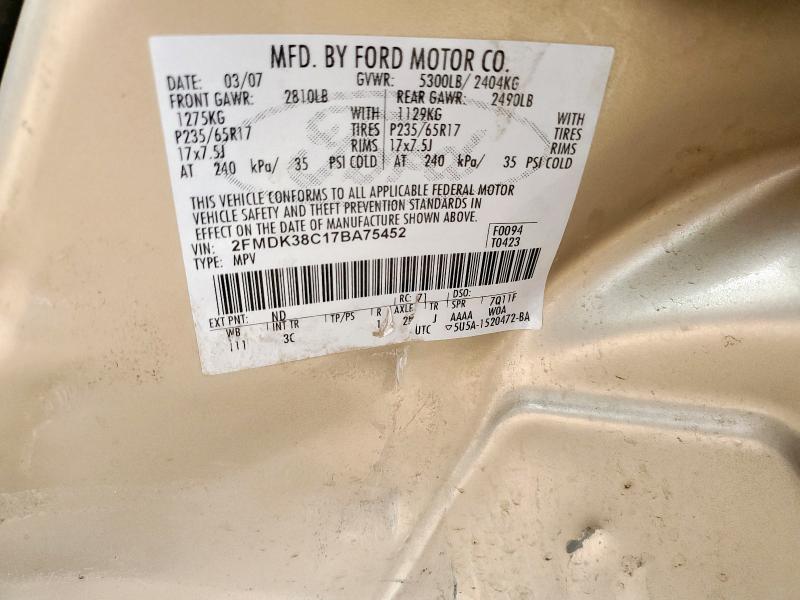 MFD. BY FORD MOTOR CO.
DATE: 03/07 GVWR: 5300LB/ 2404KG
FRONT GAWR: 2810LB REAR GAWR: 2490LB
1275KG WITH 1129KG WITH
P235/65R17 TIRES P235/65R17 TIRES
17x7.5J RIMS 17x7.5J RIMS
AT 240 kPa/ 35 PSI COLD AT 240 kPa/ 35 PSI COLD
THIS VEHICLE CONFORMS TO ALL APPLICABLE FEDERAL MOTOR
VEHICLE SAFETY AND THEFT PREVENTION STANDARDS IN
EFFECT ON THE DATE OF MANUFACTURE SHOWN ABOVE.
VIN: 2FMDK38C17BA75452 F0094
TYPE: MPV T0423
EXT PNT: ND RC: 71 DSO:
WB INT TR TP/PS R AXLE TR SPR 7Q11F
111 3C 1 J AAAA W0A
UTC 5U5A-1520472-BA